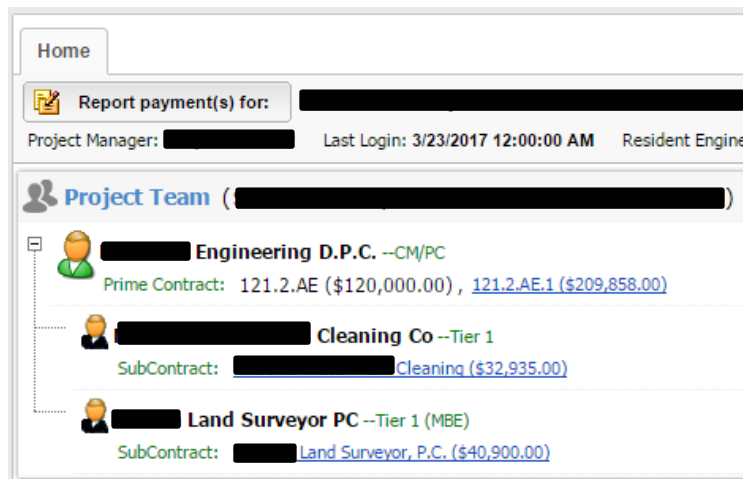 Home
Report payment(s) for:
Project Manager: Last Login: 3/23/2017 12:00:00 AM Resident Engine
Project Team ( )
Engineering D.P.C. --CM/PC
Prime Contract: 121.2.AE ($120,000.00) , 121.2.AE.1 ($209,858.00)
Cleaning Co --Tier 1
SubContract: Cleaning ($32,935.00)
Land Surveyor PC --Tier 1 (MBE)
SubContract: Land Surveyor, P.C. ($40,900.00)